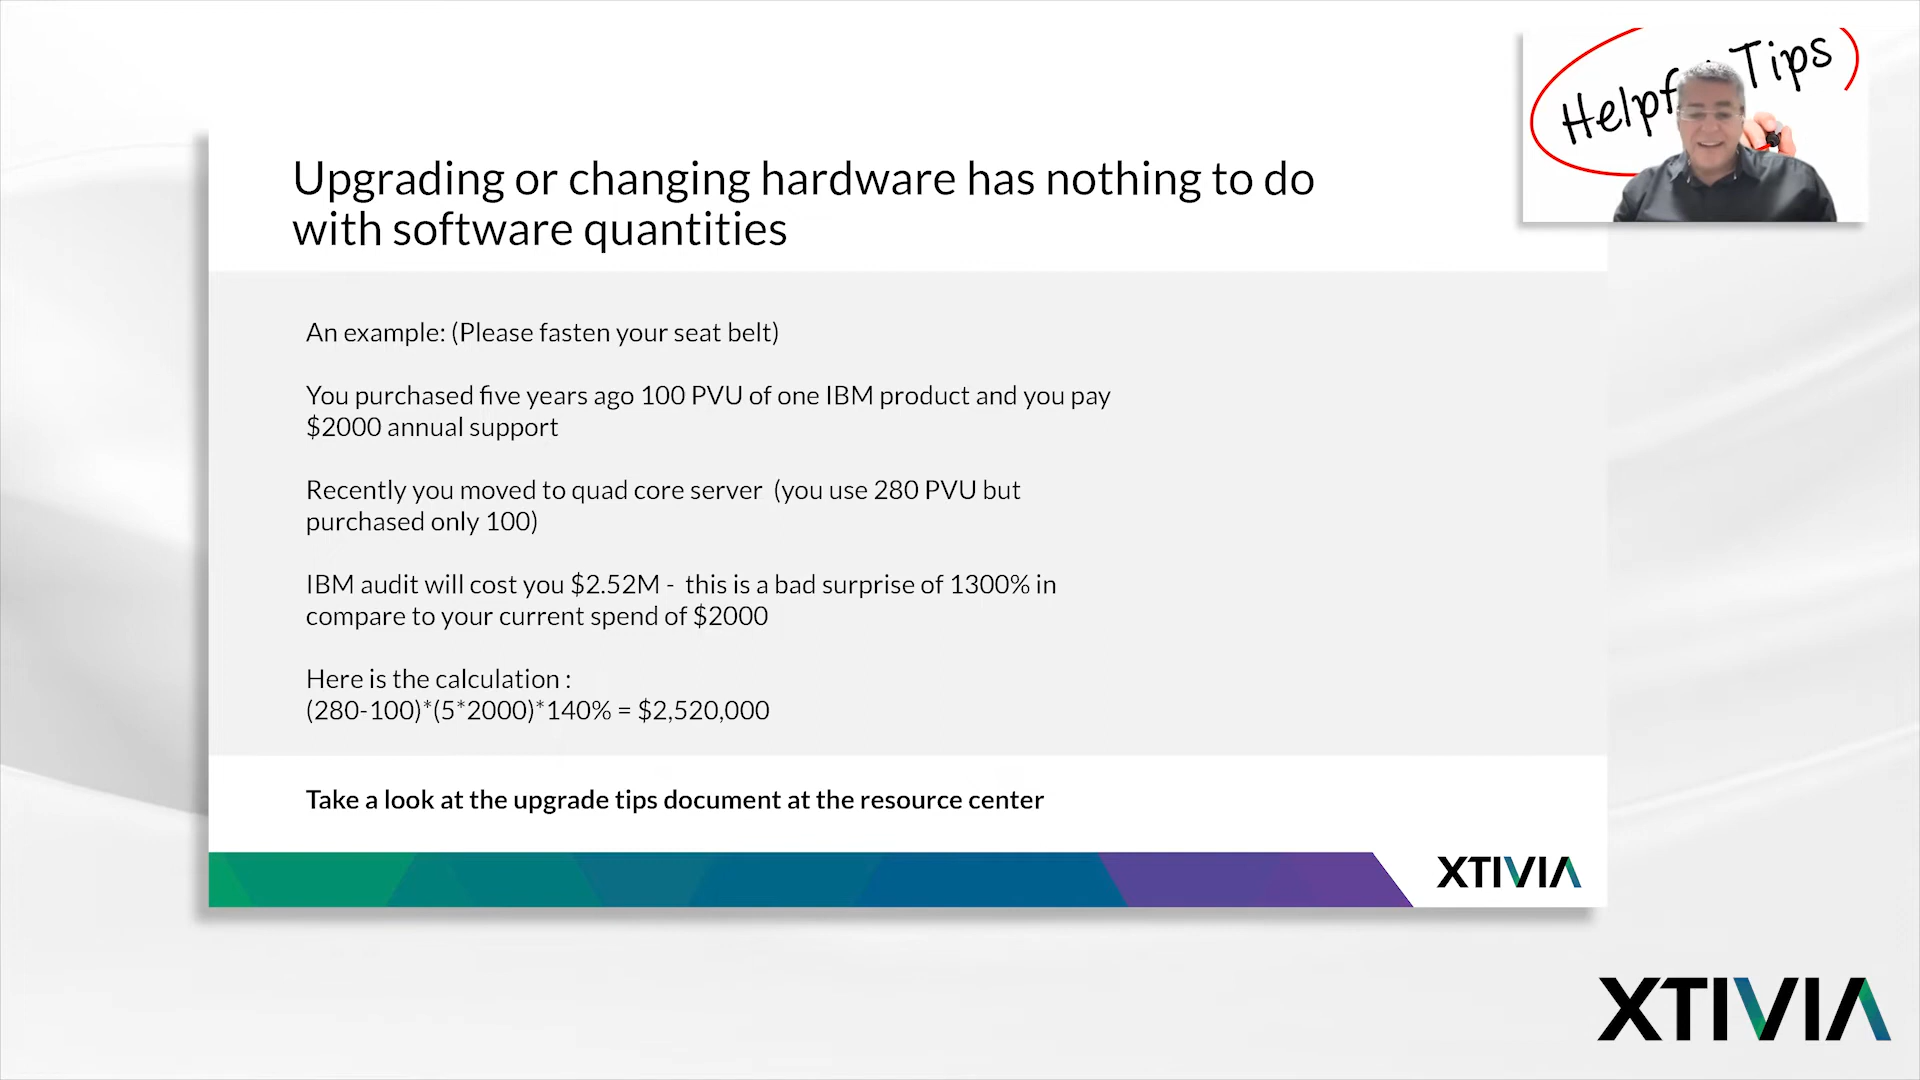 Helpf Tips
Upgrading or changing hardware has nothing to do
with software quantities
An example: (Please fasten your seat belt)
You purchased five years ago 100 PVU of one IBM product and you pay
$2000 annual support
Recently you moved to quad core server (you use 280 PVU but
purchased only 100)
IBM audit will cost you $2.52M - this is a bad surprise of 1300% in
compare to your current spend of $2000
Here is the calculation :
(280-100)*(5*2000)*140% = $2,520,000
Take a look at the upgrade tips document at the resource center
XTIVIA
XTIVIA